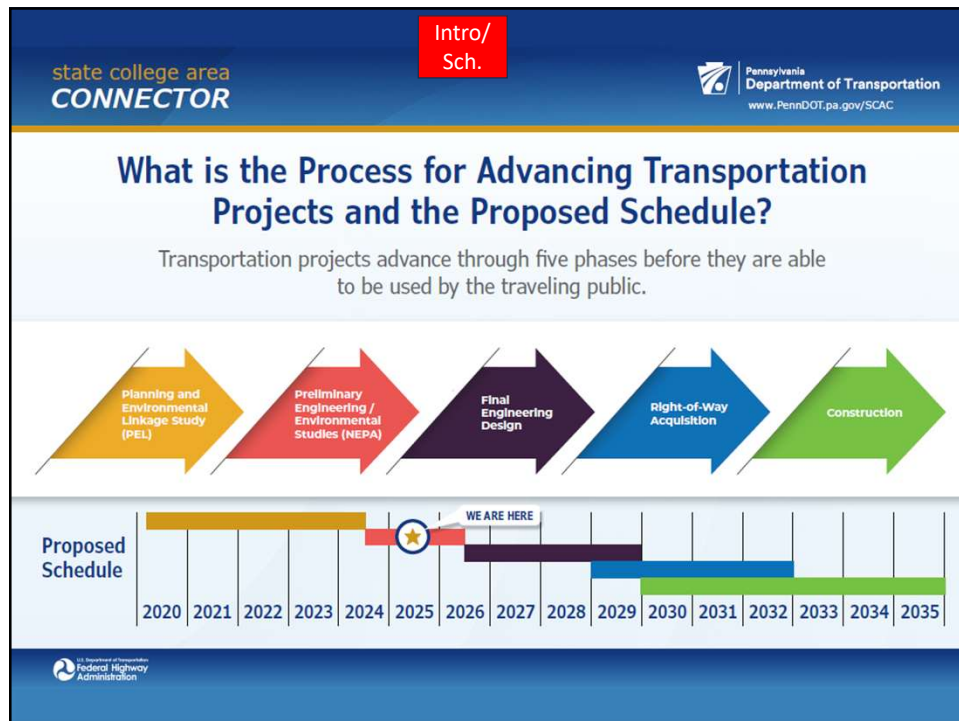 Intro/
Sch.
state college area
CONNECTOR
Pennsylvania
Department of Transportation
www.PennDOT.pa.gov/SCAC
What is the Process for Advancing Transportation
Projects and the Proposed Schedule?
Transportation projects advance through five phases before they are able
to be used by the traveling public.
Planning and
Environmental
Linkage Study
(PEL)
Preliminary
Engineering /
Environmental
Studies (NEPA)
Final
Engineering
Design
Right-of-Way
Acquisition
Construction
WE ARE HERE
Proposed
Schedule
2020 2021 2022 2023 2024 2025 2026 2027 2028 2029 2030 2031 2032 2033 2034 2035
U.S. Department of Transportation
Federal Highway
Administration